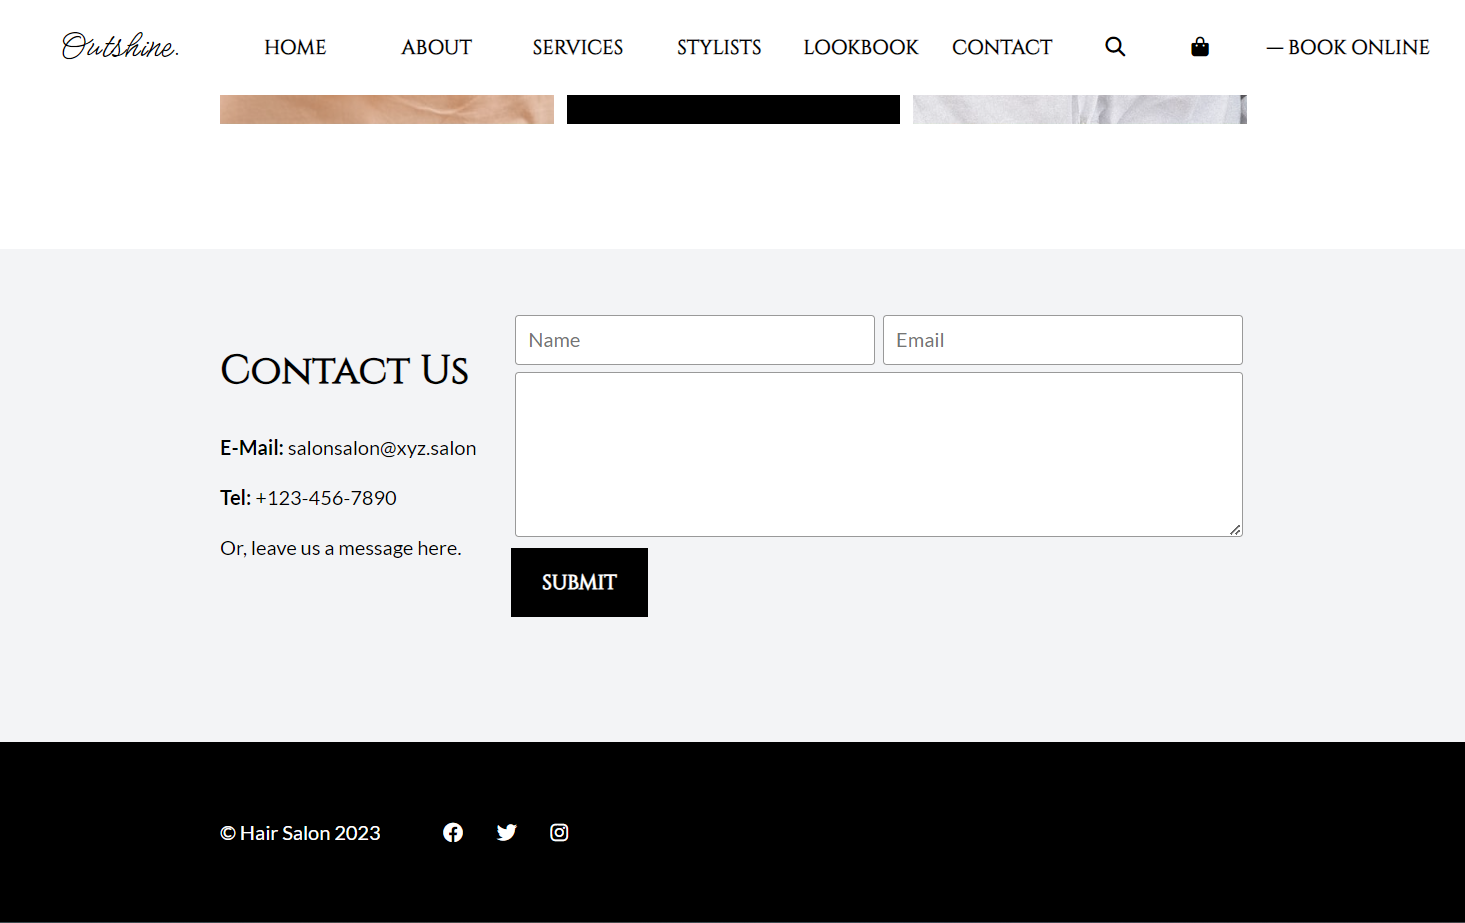 Outshine. HOME ABOUT SERVICES STYLISTS LOOKBOOK CONTACT — BOOK ONLINE
Name Email
Contact Us
E-Mail: salonsalon@xyz.salon
Tel: +123-456-7890
Or, leave us a message here.
SUBMIT
© Hair Salon 2023